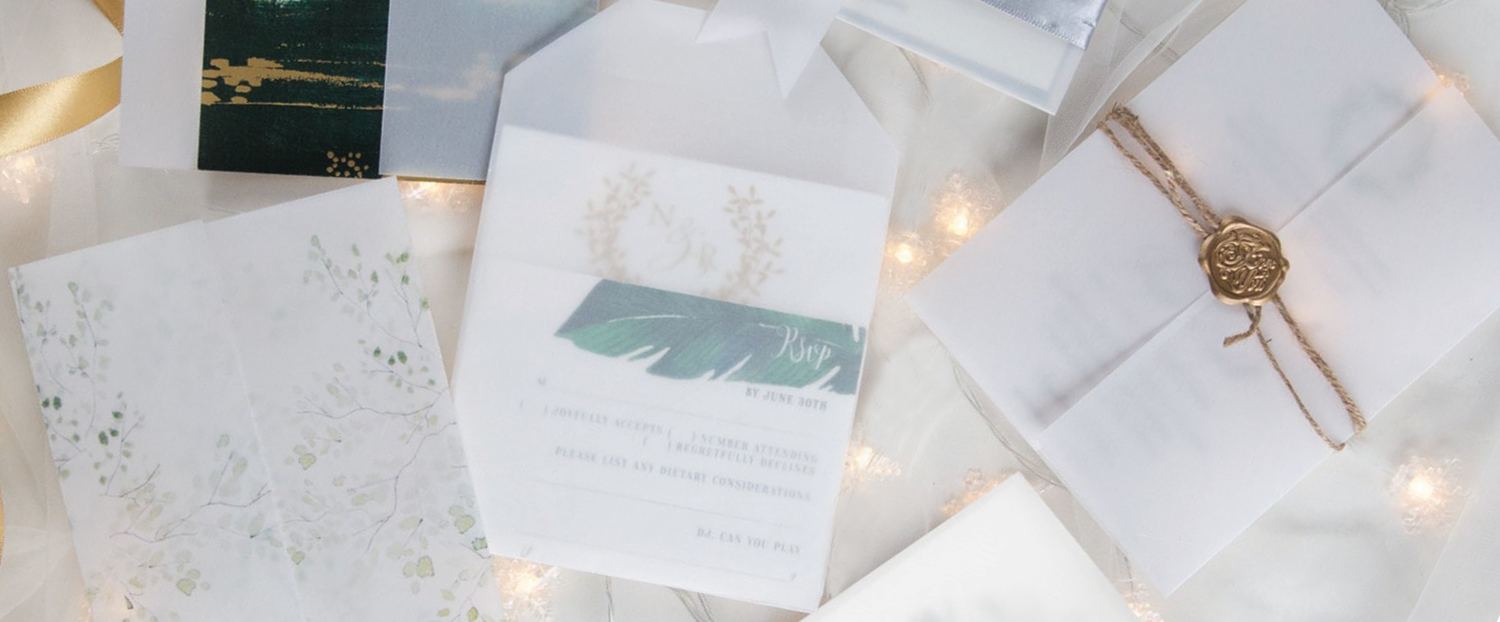 N & R
RSVP
BY JUNE 30TH
M
( ) JOYFULLY ACCEPTS ( ) NUMBER ATTENDING
( ) REGRETFULLY DECLINES
PLEASE LIST ANY DIETARY CONSIDERATIONS
DJ, CAN YOU PLAY